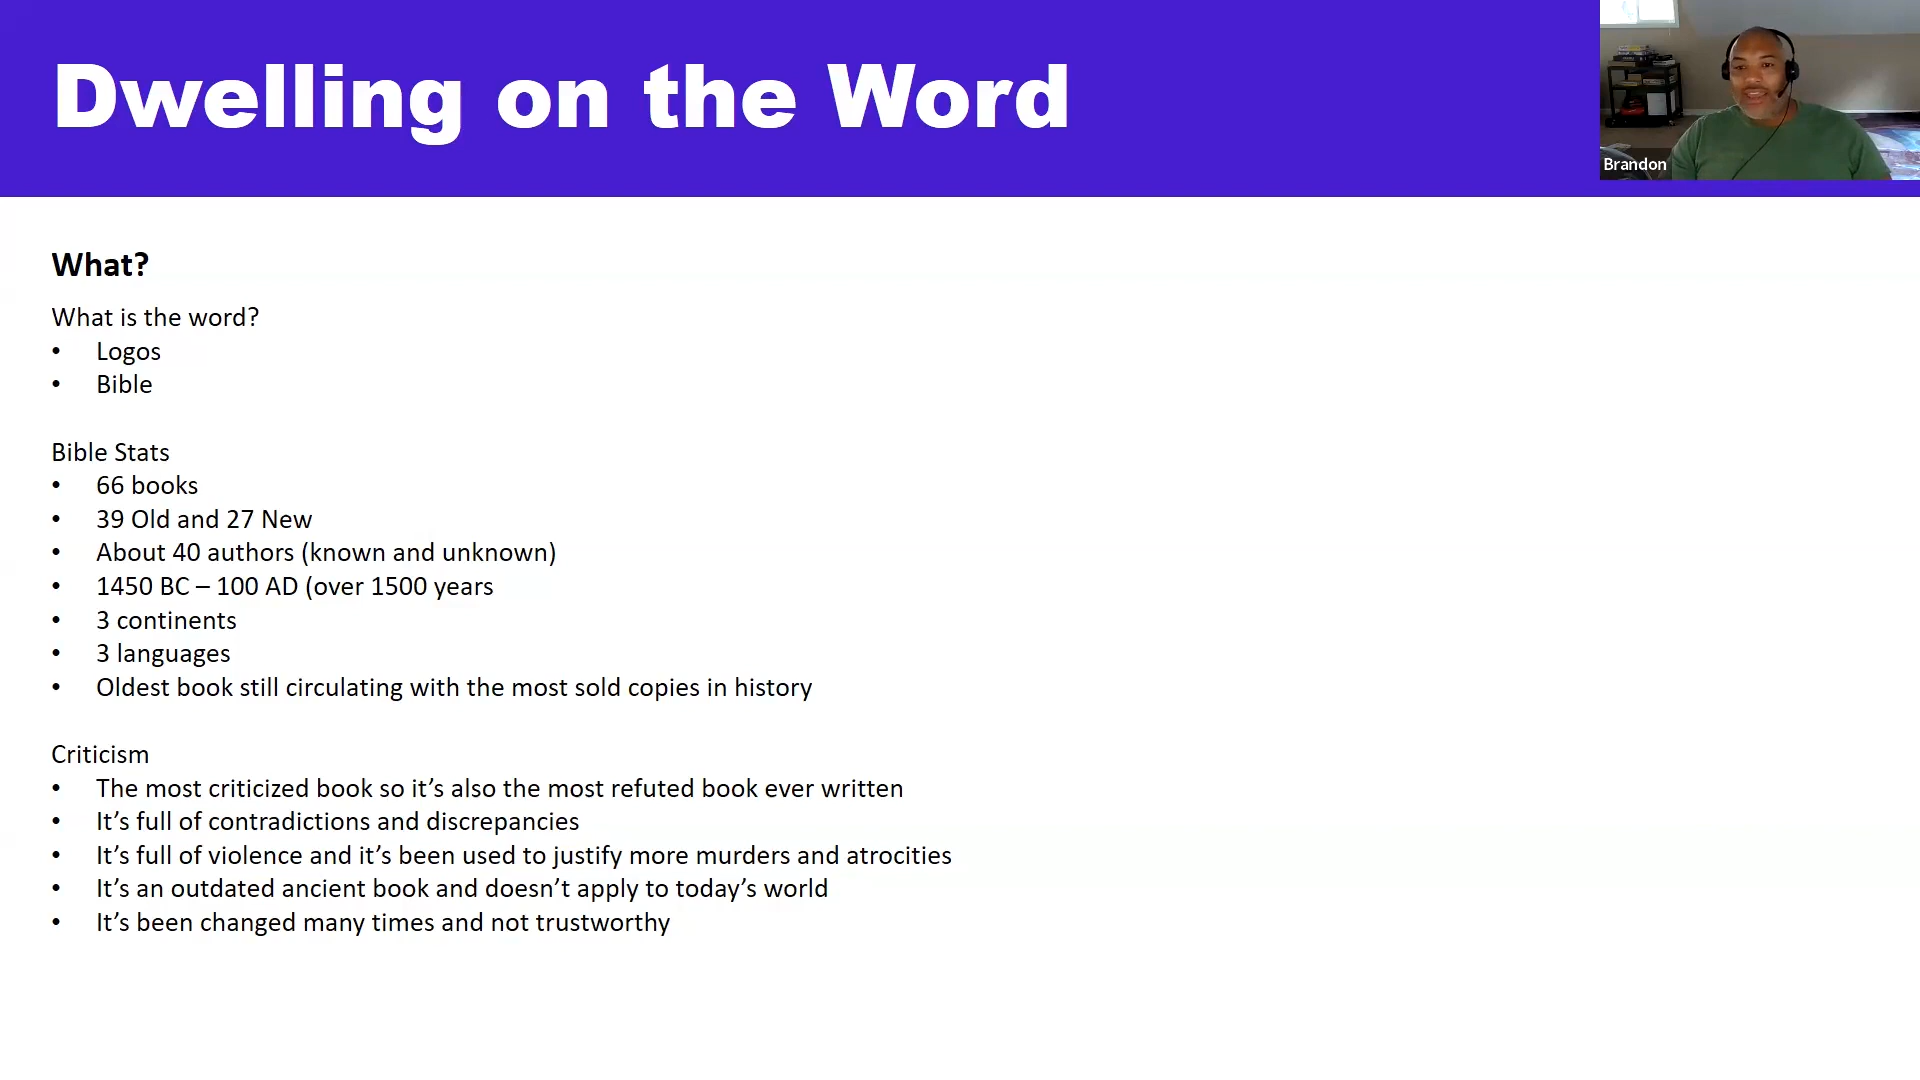 Dwelling on the Word
Brandon
What?
What is the word?
• Logos
• Bible
Bible Stats
• 66 books
• 39 Old and 27 New
• About 40 authors (known and unknown)
• 1450 BC – 100 AD (over 1500 years
• 3 continents
• 3 languages
• Oldest book still circulating with the most sold copies in history
Criticism
• The most criticized book so it’s also the most refuted book ever written
• It’s full of contradictions and discrepancies
• It’s full of violence and it’s been used to justify more murders and atrocities
• It’s an outdated ancient book and doesn’t apply to today’s world
• It’s been changed many times and not trustworthy